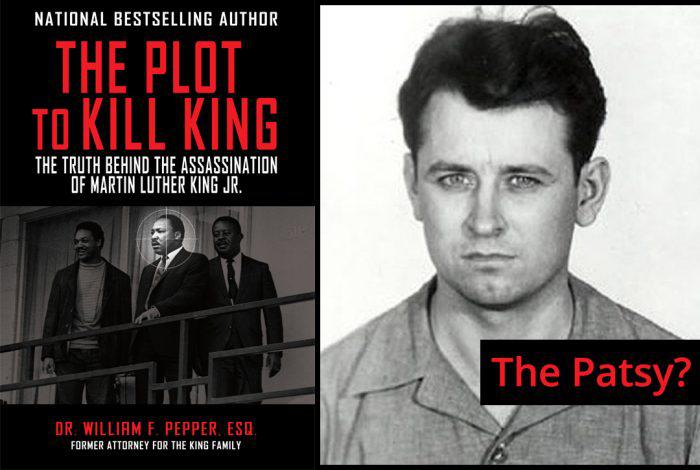 NATIONAL BESTSELLING AUTHOR
THE PLOT
TO KILL KING
THE TRUTH BEHIND THE ASSASSINATION
OF MARTIN LUTHER KING JR.
DR. WILLIAM F. PEPPER, ESQ.
FORMER ATTORNEY FOR THE KING FAMILY
The Patsy?